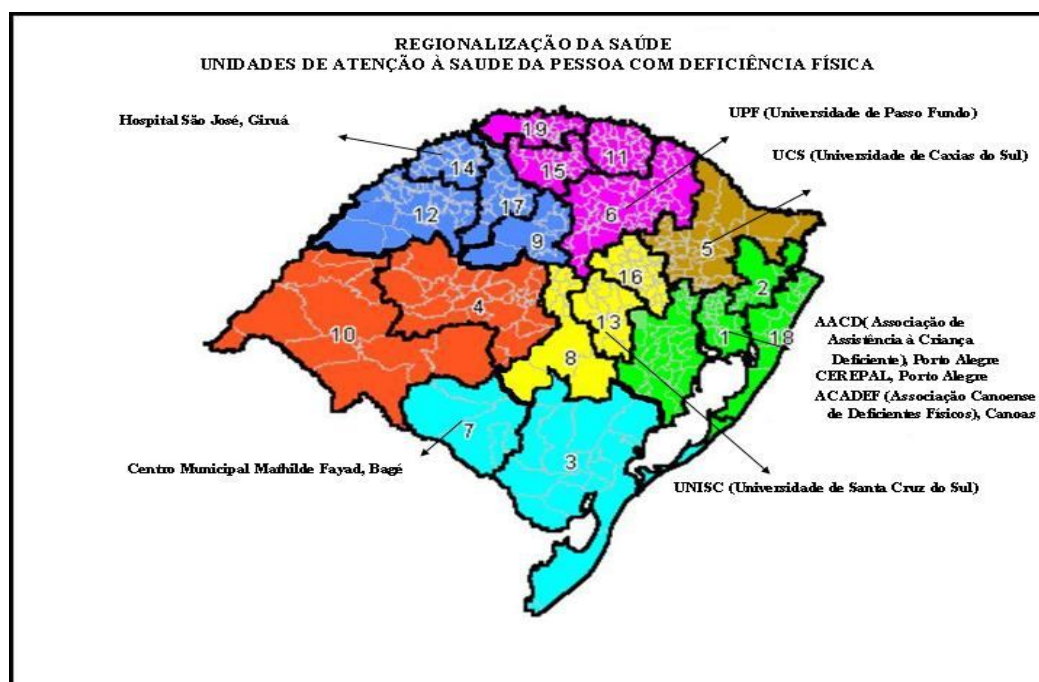 REGIONALIZAÇÃO DA SAÚDE
UNIDADES DE ATENÇÃO À SAUDE DA PESSOA COM DEFICIÊNCIA FÍSICA
Hospital São José, Giruá
UPF (Universidade de Passo Fundo)
UCS (Universidade de Caxias do Sul)
19
11
14
15
17
12
6
9
5
16
2
4
10
13
1
18
8
AACD( Associação de
Assistência à Criança
Deficiente), Porto Alegre
CEREPAL, Porto Alegre
ACADEF (Associação Canoense
de Deficientes Físicos), Canoas
7
3
Centro Municipal Mathilde Fayad, Bagé
UNISC (Universidade de Santa Cruz do Sul)